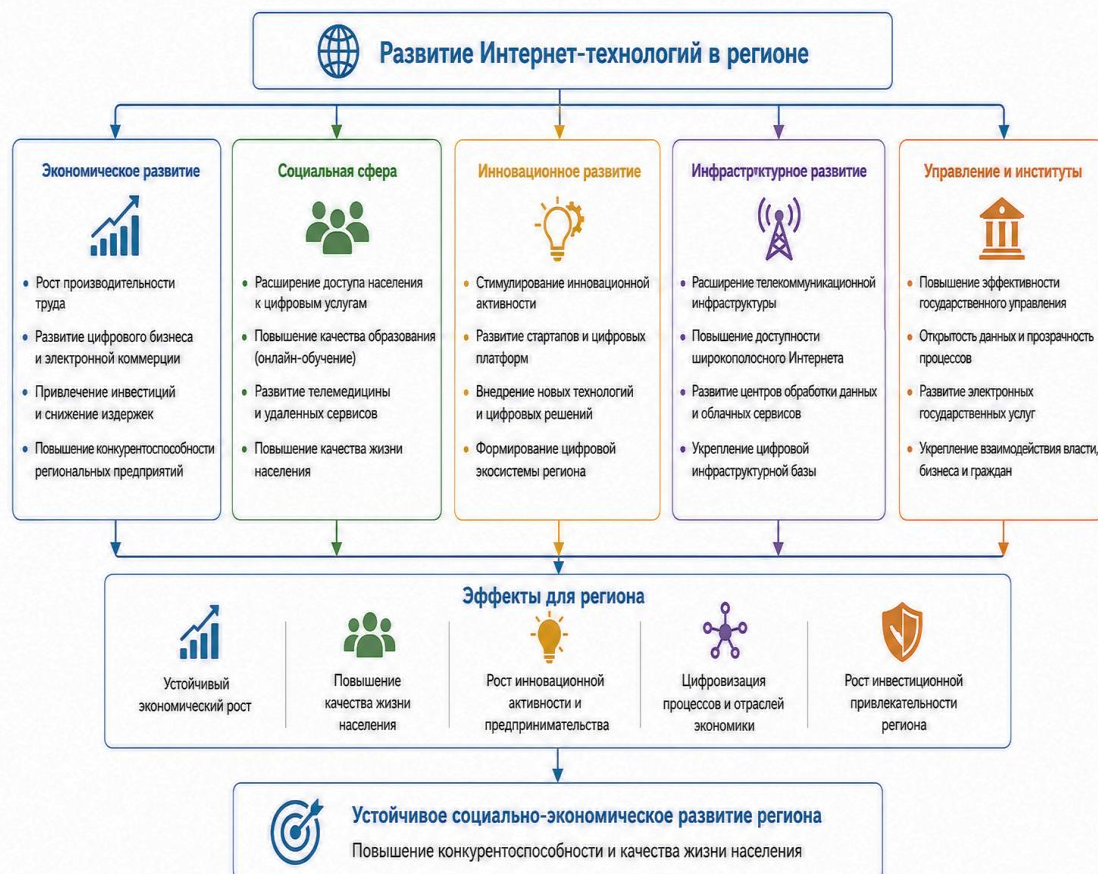 Развитие Интернет-технологий в регионе
Экономическое развитие
Рост производительности
труда
Развитие цифрового бизнеса
и электронной коммерции
Привлечение инвестиций
и снижение издержек
Повышение конкурентоспособности
региональных предприятий
Социальная сфера
Расширение доступа населения
к цифровым услугам
Повышение качества образования
(онлайн-обучение)
Развитие телемедицины
и удаленных сервисов
Повышение качества жизни
населения
Инновационное развитие
Стимулирование инновационной
активности
Развитие стартапов и цифровых
платформ
Внедрение новых технологий
и цифровых решений
Формирование цифровой
экосистемы региона
Инфраструктурное развитие
Расширение телекоммуникационной
инфраструктуры
Повышение доступности
широкополосного Интернета
Развитие центров обработки данных
и облачных сервисов
Укрепление цифровой
инфраструктурной базы
Управление и институты
Повышение эффективности
государственного управления
Открытость данных и прозрачность
процессов
Развитие электронных
государственных услуг
Укрепление взаимодействия власти,
бизнеса и граждан
Эффекты для региона
Устойчивый
экономический рост
Повышение
качества жизни
населения
Рост инновационной
активности и
предпринимательства
Цифровизация
процессов и отраслей
экономики
Рост инвестиционной
привлекательности
региона
Устойчивое социально-экономическое развитие региона
Повышение конкурентоспособности и качества жизни населения